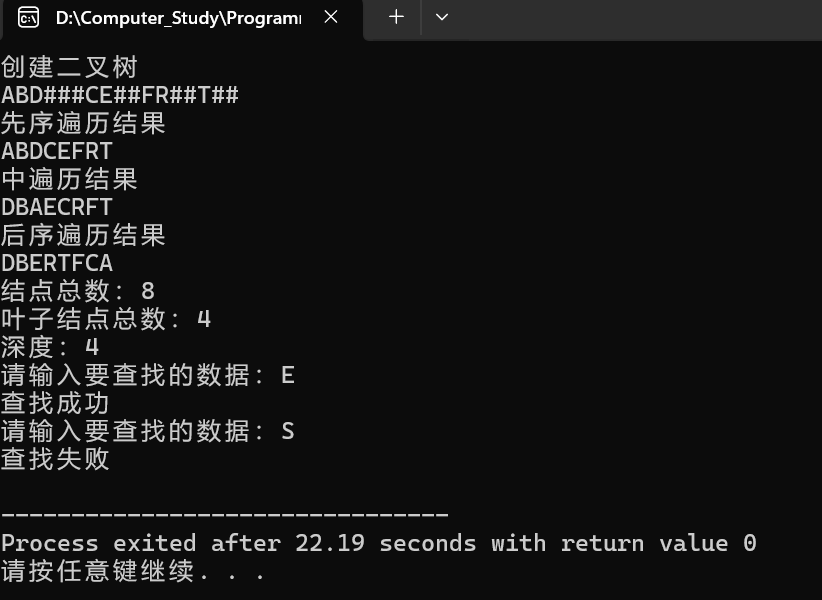 D:\Computer_Study\Program
创建二叉树
ABD###CE##FR##T##
先序遍历结果
ABDCEFRT
中遍历结果
DBAECRFT
后序遍历结果
DBERTFCA
结点总数：8
叶子结点总数：4
深度：4
请输入要查找的数据：E
查找成功
请输入要查找的数据：S
查找失败
--------------------------------
Process exited after 22.19 seconds with return value 0
请按任意键继续. . .